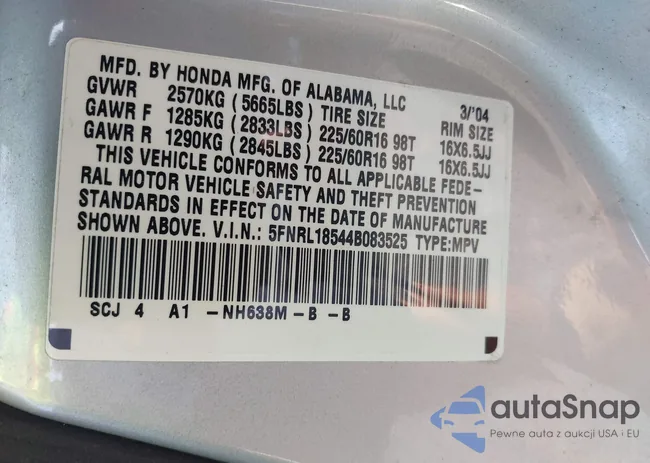 MFD. BY HONDA MFG. OF ALABAMA, LLC 3/'04
GVWR 2570KG (5665LBS) TIRE SIZE RIM SIZE
GAWR F 1285KG (2833LBS) 225/60R16 98T 16X6.5JJ
GAWR R 1290KG (2845LBS) 225/60R16 98T 16X6.5JJ
THIS VEHICLE CONFORMS TO ALL APPLICABLE FEDE-
RAL MOTOR VEHICLE SAFETY AND THEFT PREVENTION
STANDARDS IN EFFECT ON THE DATE OF MANUFACTURE
SHOWN ABOVE. V.I.N.: 5FNRL18544B083525 TYPE:MPV
SCJ 4 A1 -NH638M-B -B
autaSnap
Pewne auta z aukcji USA i EU